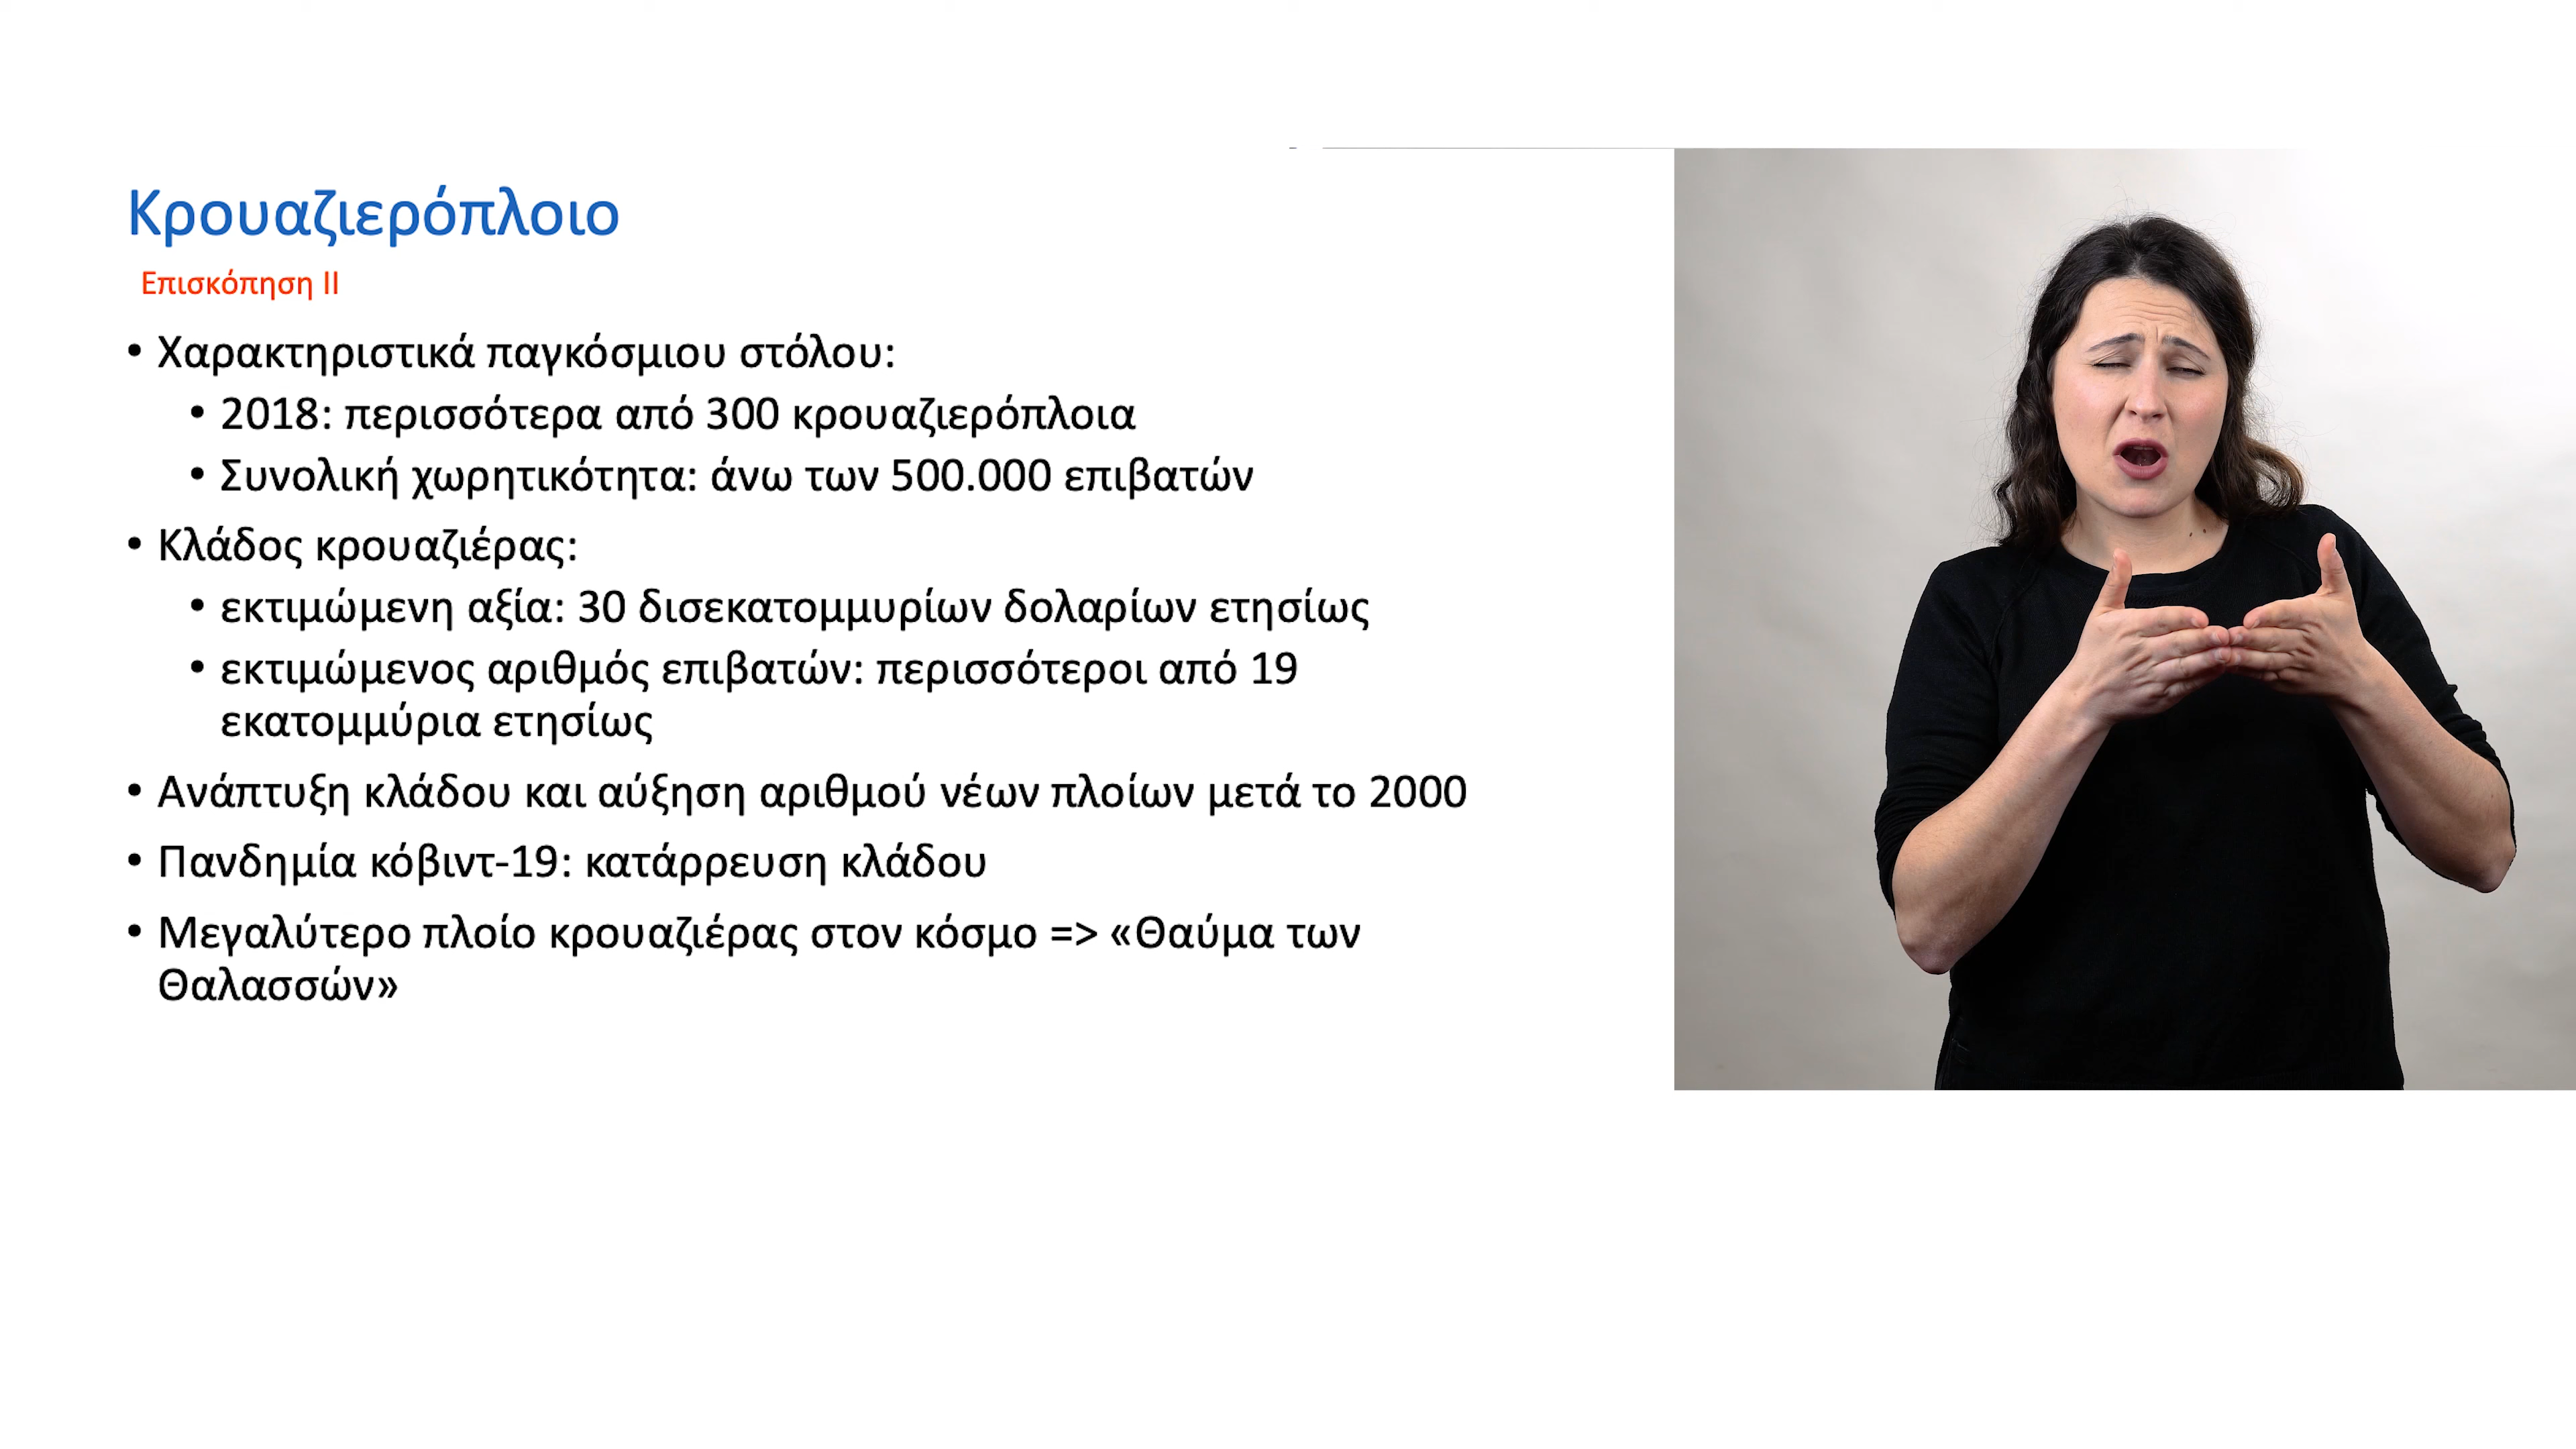 Κρουαζιερόπλοιο
Επισκόπηση ΙΙ
• Χαρακτηριστικά παγκόσμιου στόλου:
• 2018: περισσότερα από 300 κρουαζιερόπλοια
• Συνολική χωρητικότητα: άνω των 500.000 επιβατών
• Κλάδος κρουαζιέρας:
• εκτιμώμενη αξία: 30 δισεκατομμυρίων δολαρίων ετησίως
• εκτιμώμενος αριθμός επιβατών: περισσότεροι από 19
εκατομμύρια ετησίως
• Ανάπτυξη κλάδου και αύξηση αριθμού νέων πλοίων μετά το 2000
• Πανδημία κόβιντ-19: κατάρρευση κλάδου
• Μεγαλύτερο πλοίο κρουαζιέρας στον κόσμο => «Θαύμα των
Θαλασσών»